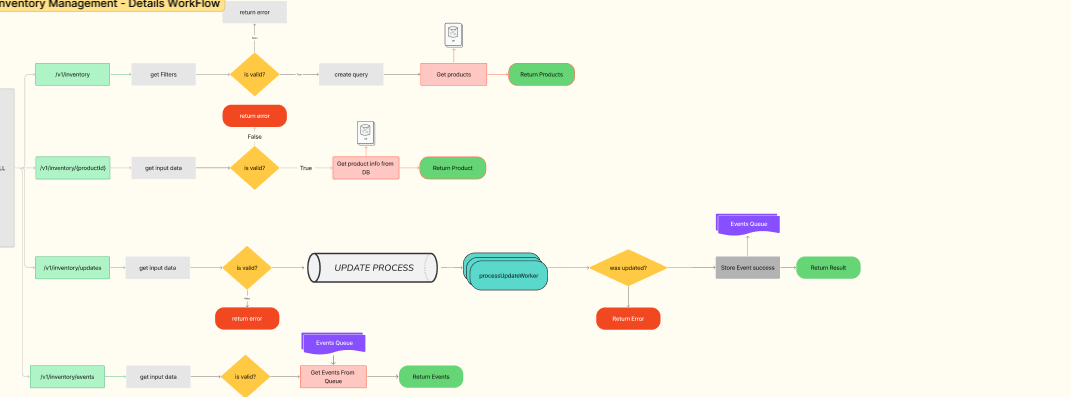 nventory Management - Details WorkFlow
return error
/v1/inventory
get Filters
is valid?
create query
Get products
Return Products
return error
False
/v1/inventory/{productId}
get input data
is valid?
True
Get product info from
DB
Return Product
LL
Events Queue
/v1/inventory/updates
get input data
is valid?
UPDATE PROCESS
processUpdateWorker
was updated?
Store Event success
Return Result
return error
Return Error
Events Queue
/v1/inventory/events
get input data
is valid?
Get Events From
Queue
Return Events